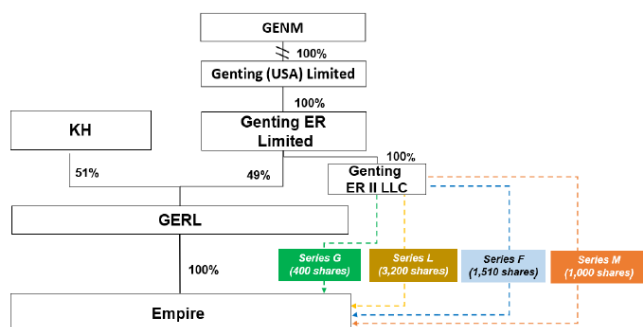 GENM
100%
Genting (USA) Limited
100%
KH
Genting ER
Limited
100%
51%
49%
Genting
ER II LLC
GERL
Series G
(400 shares)
Series L
(3,200 shares)
Series F
(1,510 shares)
Series M
(1,000 shares)
100%
Empire